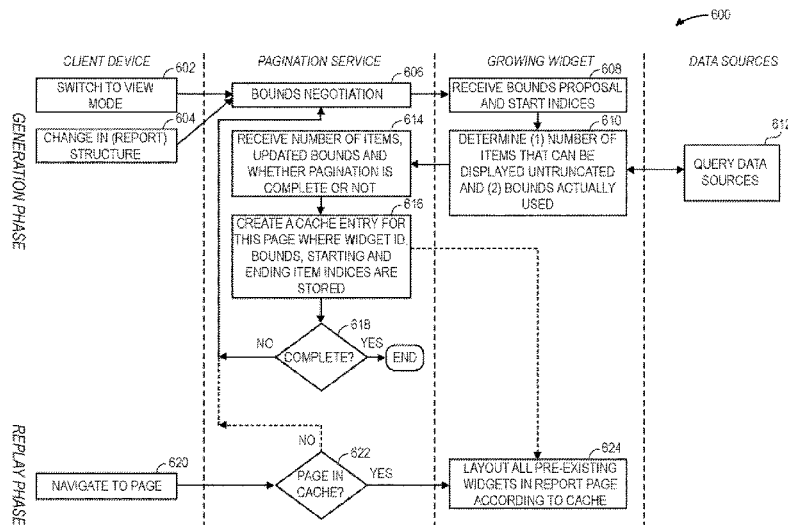 600
CLIENT DEVICE
PAGINATION SERVICE
GROWING WIDGET
DATA SOURCES
GENERATION PHASE
602
SWITCH TO VIEW
MODE
604
CHANGE IN (REPORT)
STRUCTURE
606
BOUNDS NEGOTIATION
608
RECEIVE BOUNDS PROPOSAL
AND START INDICES
610
DETERMINE (1) NUMBER OF
ITEMS THAT CAN BE
DISPLAYED UNTRUNCATED
AND (2) BOUNDS ACTUALLY
USED
612
QUERY DATA
SOURCES
614
RECEIVE NUMBER OF ITEMS,
UPDATED BOUNDS AND
WHETHER PAGINATION IS
COMPLETE OR NOT
616
CREATE A CACHE ENTRY FOR
THIS PAGE WHERE WIDGET ID,
BOUNDS, STARTING AND
ENDING ITEM INDICES ARE
STORED
618
COMPLETE?
NO
YES
END
REPLAY PHASE
620
NAVIGATE TO PAGE
622
PAGE IN
CACHE?
NO
YES
624
LAYOUT ALL PRE-EXISTING
WIDGETS IN REPORT PAGE
ACCORDING TO CACHE